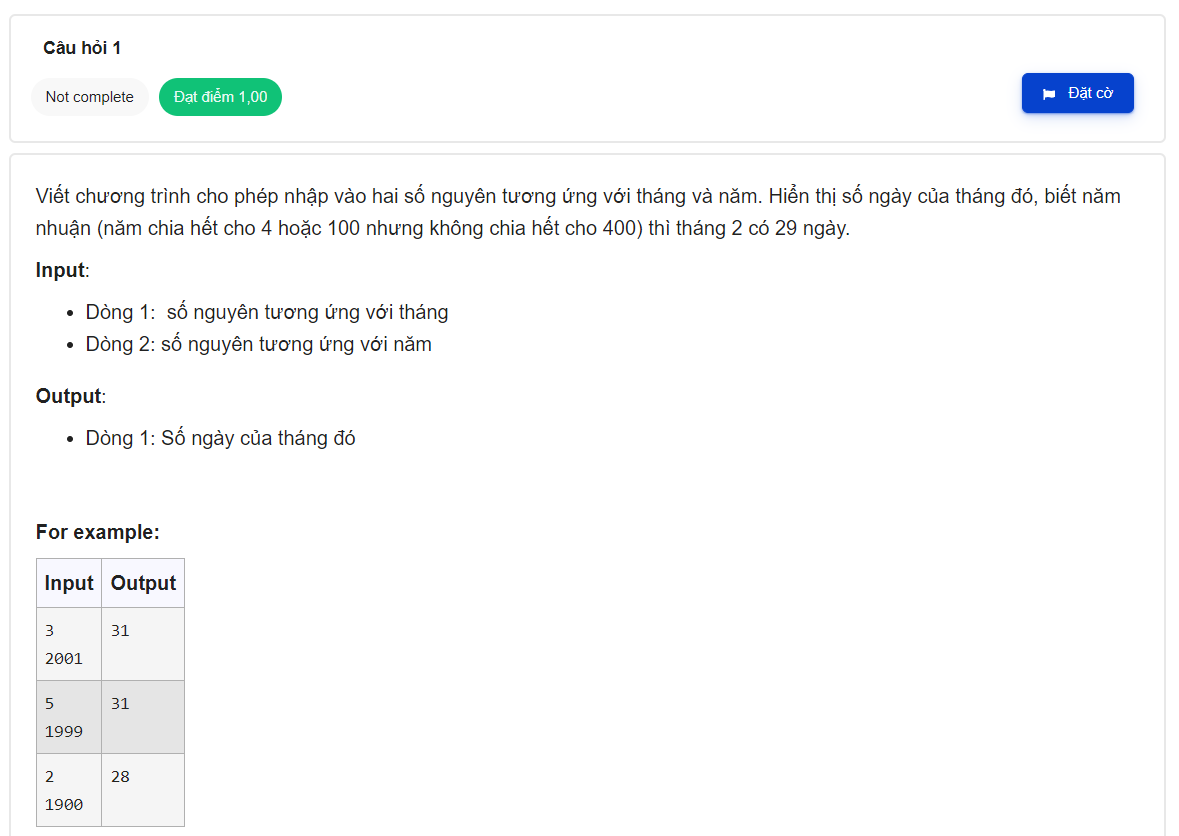 Câu hỏi 1
Not complete
Đạt điểm 1,00
Đặt cờ
Viết chương trình cho phép nhập vào hai số nguyên tương ứng với tháng và năm. Hiển thị số ngày của tháng đó, biết năm
nhuận (năm chia hết cho 4 hoặc 100 nhưng không chia hết cho 400) thì tháng 2 có 29 ngày.
Input:
Dòng 1:  số nguyên tương ứng với tháng
Dòng 2: số nguyên tương ứng với năm
Output:
Dòng 1: Số ngày của tháng đó
For example:
Input Output
3 31
2001
5 31
1999
2 28
1900